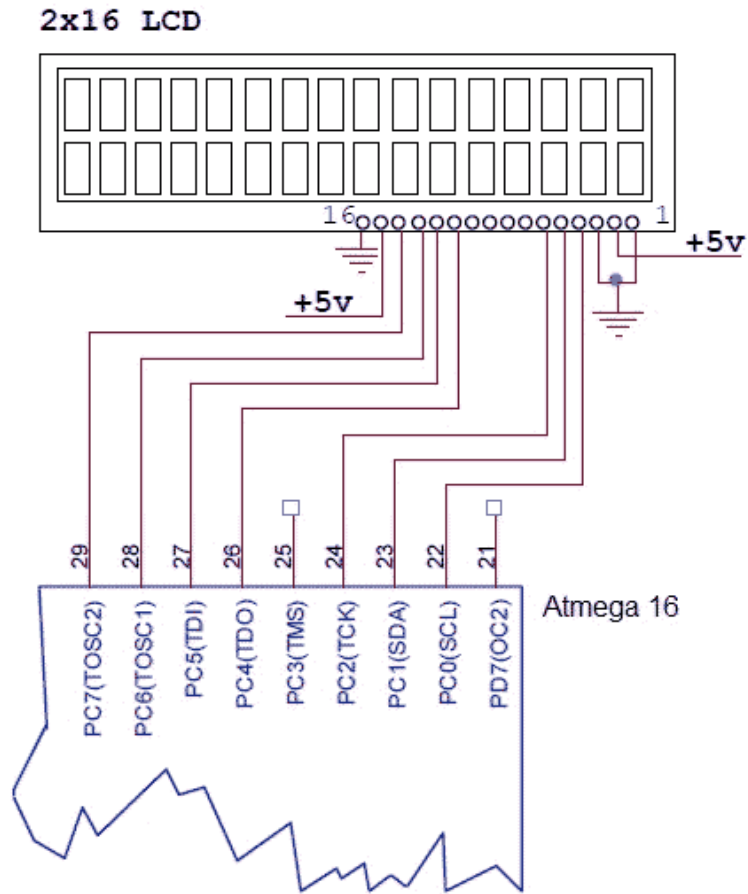 2x16 LCD
16
1
+5v
+5v
29
28
27
26
25
24
23
22
21
Atmega 16
PC7(TOSC2)
PC6(TOSC1)
PC5(TDI)
PC4(TDO)
PC3(TMS)
PC2(TCK)
PC1(SDA)
PC0(SCL)
PD7(OC2)